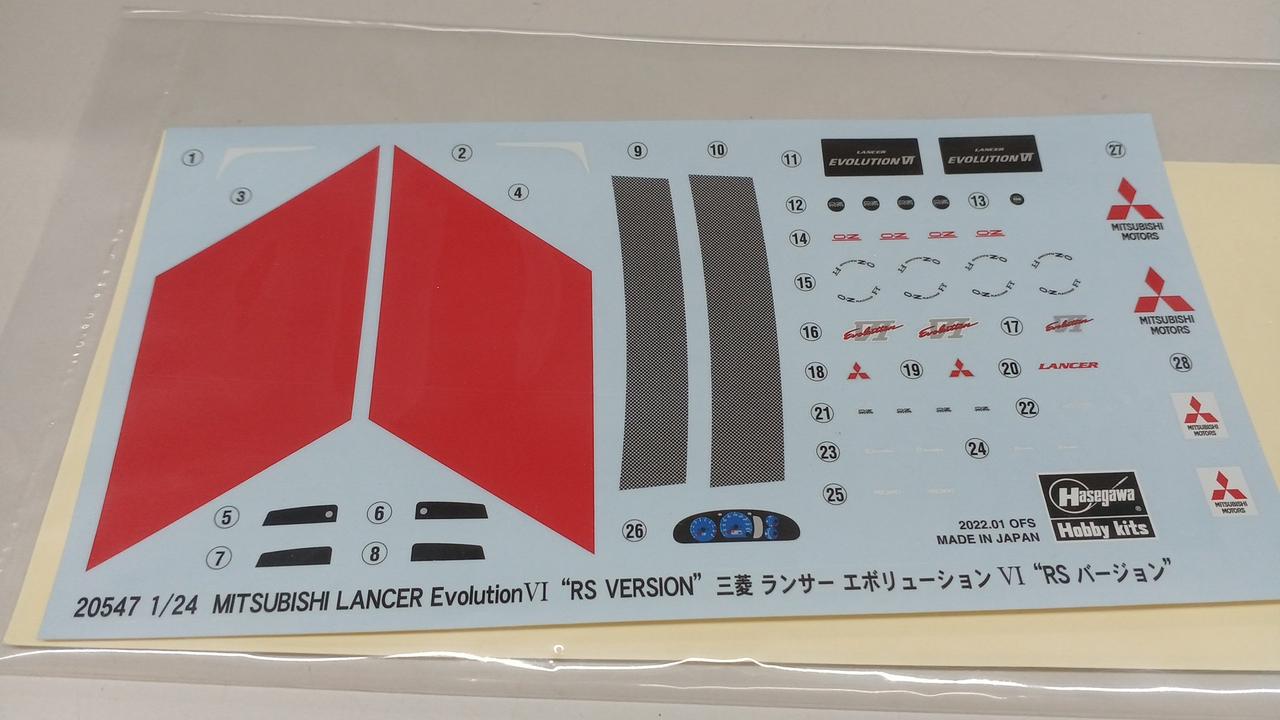 1
2
3
4
9
10
11
LANCER
EVOLUTION VI
LANCER
EVOLUTION VI
27
12
13
14
OZ OZ OZ OZ
MITSUBISHI
MOTORS
15
16
Evolution VI
Evolution VI
17
Evolution VI
MITSUBISHI
MOTORS
18
19
20
LANCER
28
21
22
MITSUBISHI
MOTORS
23
24
25
5
6
7
8
26
Hasegawa
Hobby kits
MITSUBISHI
MOTORS
2022.01 OFS
MADE IN JAPAN
20547 1/24 MITSUBISHI LANCER Evolution VI “RS VERSION” 三菱 ランサー エボリューション VI “RS バージョン”